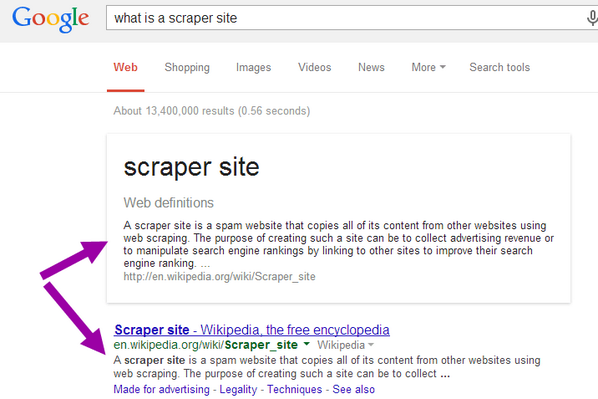 Google what is a scraper site
Web Shopping Images Videos News More Search tools
About 13,400,000 results (0.56 seconds)
scraper site
Web definitions
A scraper site is a spam website that copies all of its content from other websites using
web scraping. The purpose of creating such a site can be to collect advertising revenue or
to manipulate search engine rankings by linking to other sites to improve their search
engine ranking. ...
http://en.wikipedia.org/wiki/Scraper_site
Scraper site - Wikipedia, the free encyclopedia
en.wikipedia.org/wiki/Scraper_site Wikipedia
A scraper site is a spam website that copies all of its content from other websites using
web scraping. The purpose of creating such a site can be to collect ...
Made for advertising - Legality - Techniques - See also